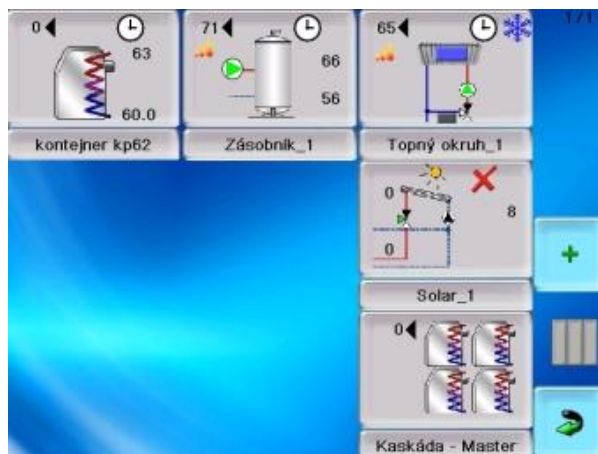 0 71 65 1/1
63 66
60.0 56
kontejner kp62 Zásobník_1 Topný okruh_1
0 8
0
Solar_1
0
Kaskáda - Master